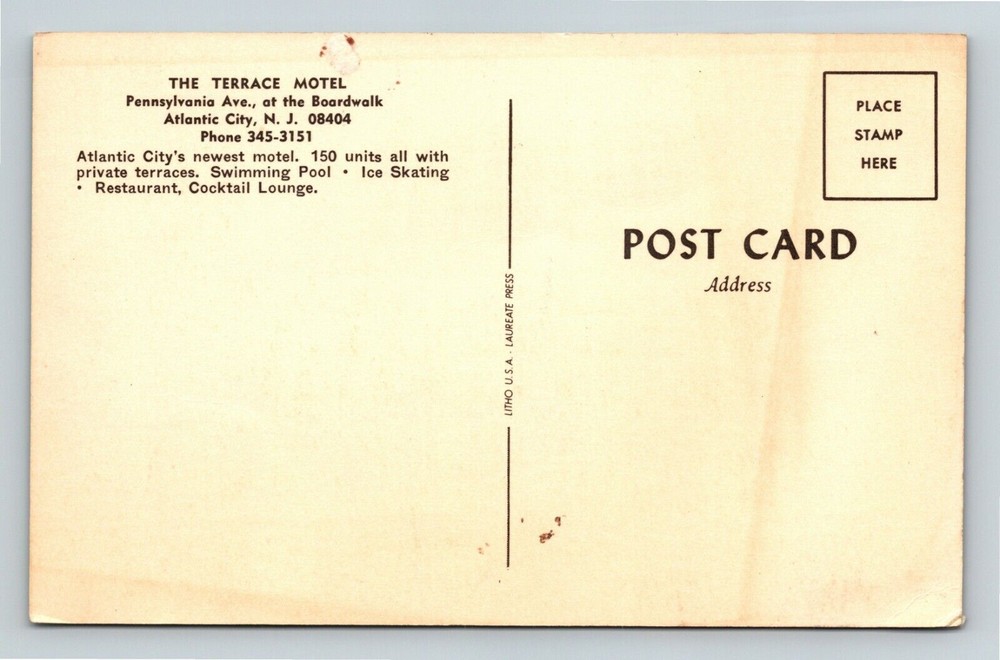 THE TERRACE MOTEL
Pennsylvania Ave., at the Boardwalk
Atlantic City, N. J. 08404
Phone 345-3151
Atlantic City's newest motel. 150 units all with
private terraces. Swimming Pool • Ice Skating
• Restaurant, Cocktail Lounge.
LITHO U.S.A. - LAUREATE PRESS
PLACE
STAMP
HERE
POST CARD
Address